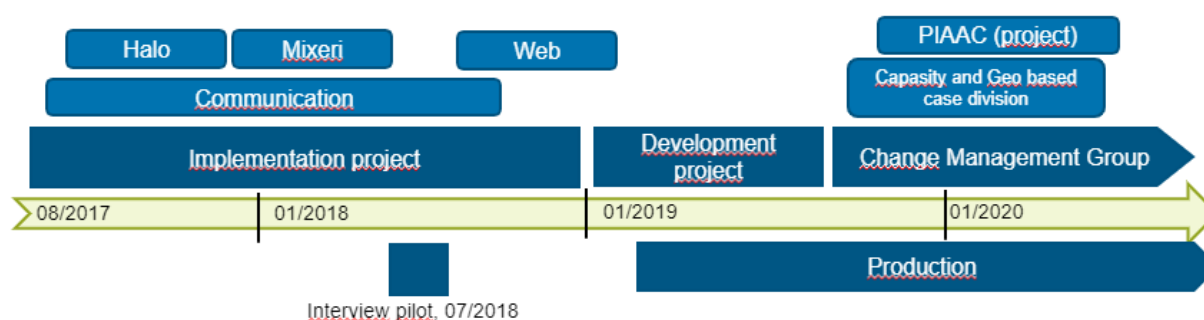 Halo
Mixeri
Web
PIAAC (project)
Communication
Capasity and Geo based
case division
Implementation project
Development
project
Change Management Group
08/2017
01/2018
01/2019
01/2020
Production
Interview pilot, 07/2018